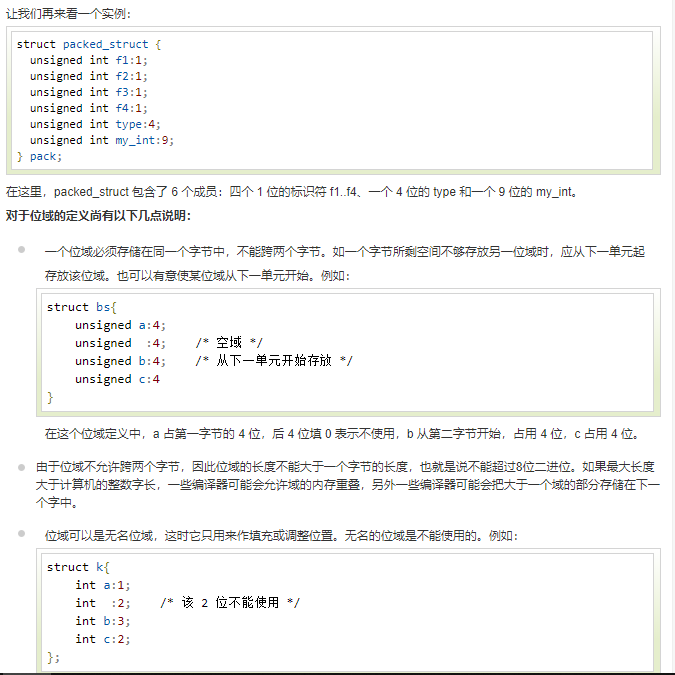 让我们再来看一个实例：
struct packed_struct {
  unsigned int f1:1;
  unsigned int f2:1;
  unsigned int f3:1;
  unsigned int f4:1;
  unsigned int type:4;
  unsigned int my_int:9;
} pack;
在这里，packed_struct 包含了 6 个成员：四个 1 位的标识符 f1..f4、一个 4 位的 type 和一个 9 位的 my_int。
对于位域的定义尚有以下几点说明：
一个位域必须存储在同一个字节中，不能跨两个字节。如一个字节所剩空间不够存放另一位域时，应从下一单元起
存放该位域。也可以有意使某位域从下一单元开始。例如：
struct bs{
    unsigned a:4;
    unsigned  :4;    /* 空域 */
    unsigned b:4;    /* 从下一单元开始存放 */
    unsigned c:4
}
在这个位域定义中，a 占第一字节的 4 位，后 4 位填 0 表示不使用，b 从第二字节开始，占用 4 位，c 占用 4 位。
由于位域不允许跨两个字节，因此位域的长度不能大于一个字节的长度，也就是说不能超过8位二进位。如果最大长度
大于计算机的整数字长，一些编译器可能会允许域的内存重叠，另外一些编译器可能会把大于一个域的部分存储在下一
个字中。
位域可以是无名位域，这时它只用来作填充或调整位置。无名的位域是不能使用的。例如：
struct k{
    int a:1;
    int  :2;    /* 该 2 位不能使用 */
    int b:3;
    int c:2;
};